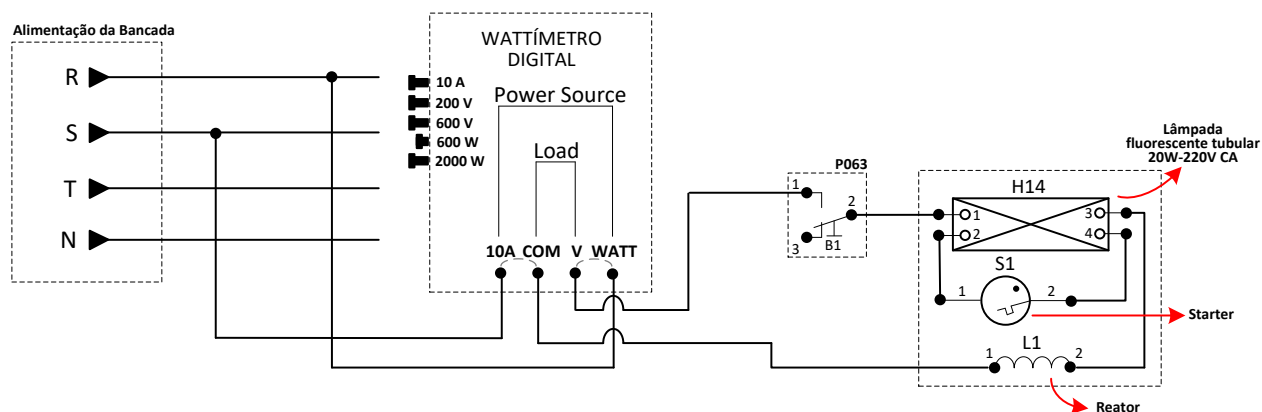 Alimentação da Bancada
R
S
T
N
WATTÍMETRO
DIGITAL
10 A
200 V
600 V
600 W
2000 W
Power Source
Load
10A COM V WATT
P063
1
2
3
B1
Lâmpada
fluorescente tubular
20W-220V CA
H14
1
2
3
4
S1
1
2
Starter
L1
1
2
Reator